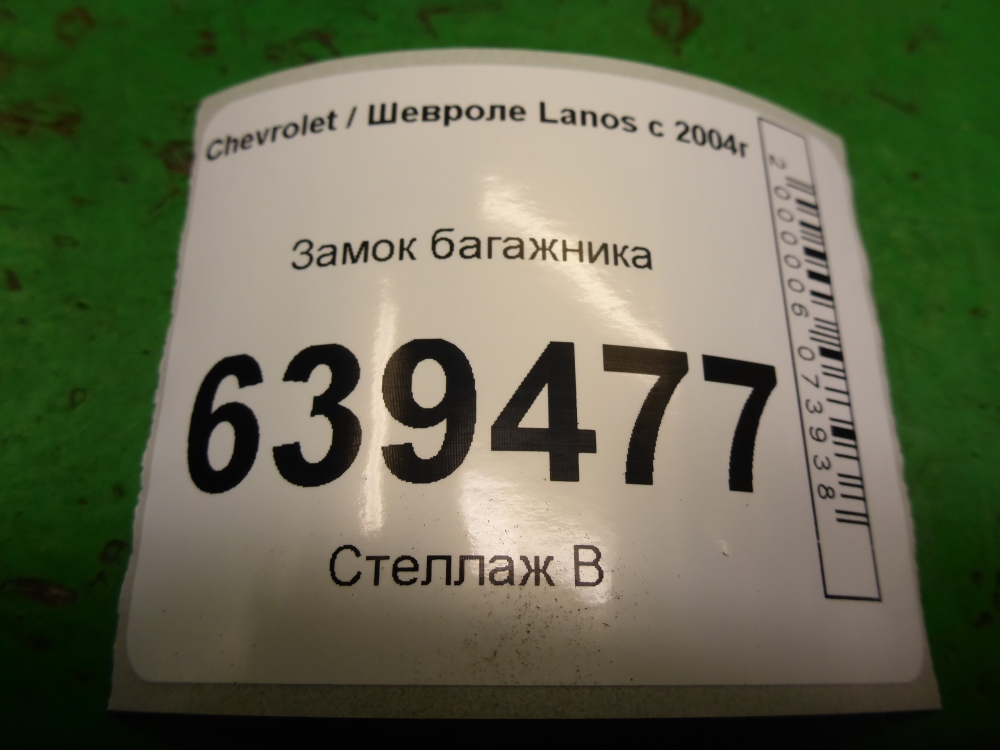 Chevrolet / Шевроле Lanos с 2004г
Замок багажника
639477
Стеллаж В
2000006073938